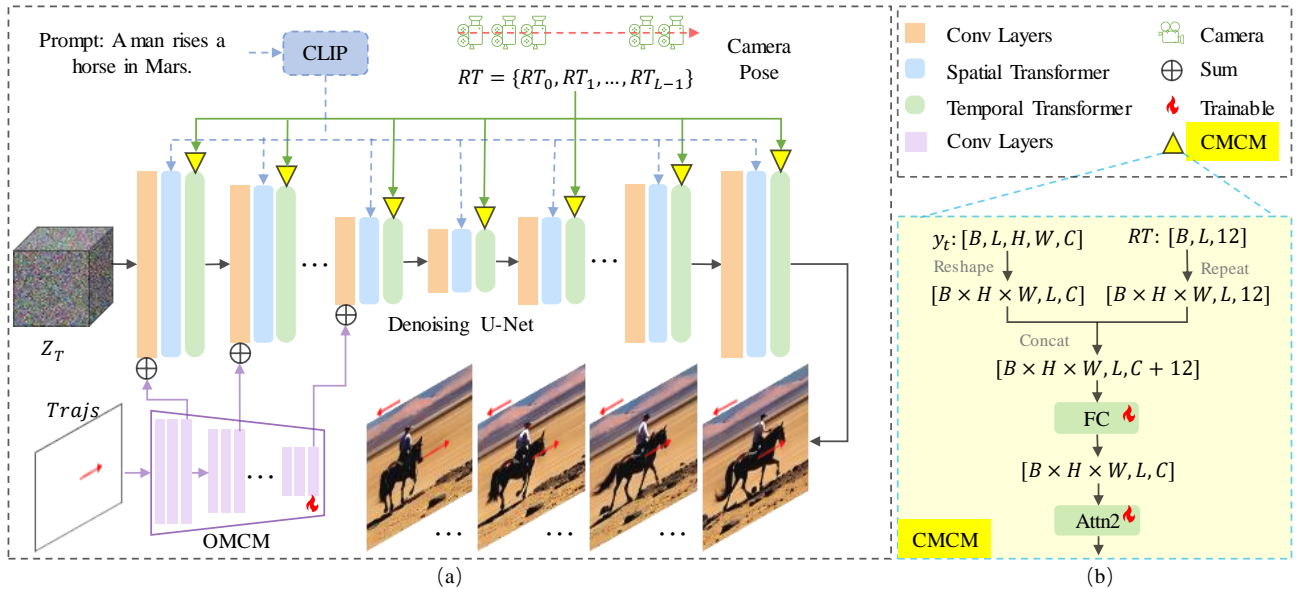 Prompt: A man rises a
horse in Mars.
CLIP
Camera
Pose
RT = {RT_0, RT_1, ..., RT_{L-1}}
Z_T
...
...
Denoising U-Net
Trajs
...
OMCM
... ... ... ...
(a)
Conv Layers
Spatial Transformer
Temporal Transformer
Conv Layers
Camera
Sum
Trainable
CMCM
y_t: [B, L, H, W, C]
RT: [B, L, 12]
Reshape
Repeat
[B × H × W, L, C]
[B × H × W, L, 12]
Concat
[B × H × W, L, C + 12]
FC
[B × H × W, L, C]
Attn2
CMCM
(b)